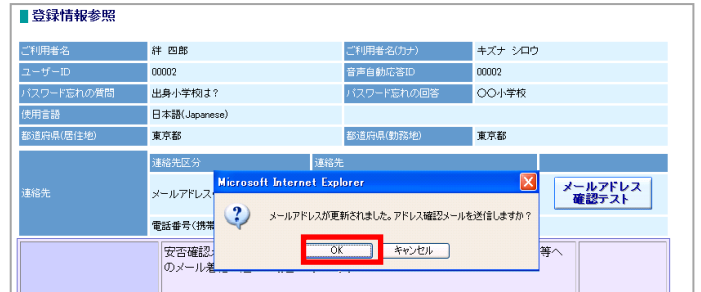 登録情報参照
ご利用者名 絆 四郎 ご利用者名(カナ) キズナ シロウ
ユーザーID 00002 音声自動応答ID 00002
パスワード忘れの質問 出身小学校は? パスワード忘れの回答 〇〇小学校
使用言語 日本語(Japanese)
都道府県(居住地) 東京都 都道府県(勤務地) 東京都
連絡先区分 連絡先
連絡先 メールアドレス
メールアドレス
確認テスト
電話番号(携帯
Microsoft Internet Explorer
メールアドレスが更新されました。アドレス確認メールを送信しますか?
OK キャンセル
安否確認 等へ
のメール着